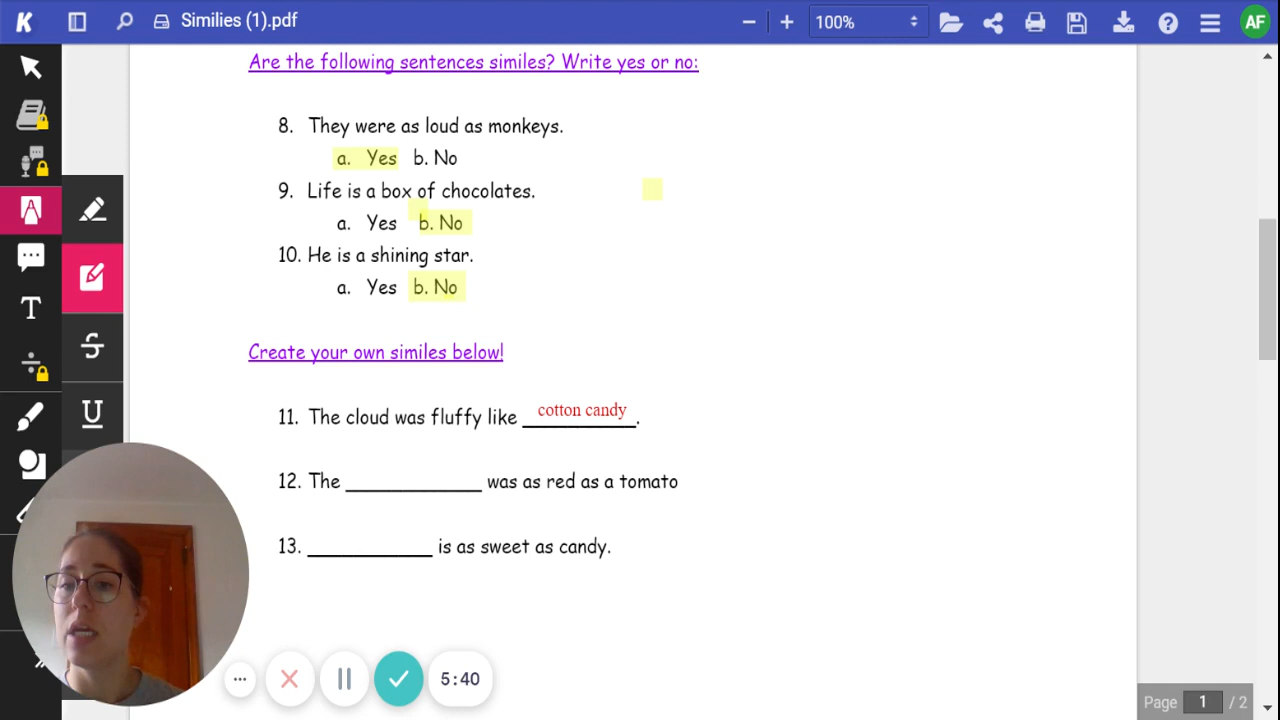 K
Similies (1).pdf
100%
AF
Are the following sentences similes? Write yes or no:
8. They were as loud as monkeys.
a. Yes b. No
9. Life is a box of chocolates.
a. Yes b. No
10. He is a shining star.
a. Yes b. No
Create your own similes below!
11. The cloud was fluffy like cotton candy.
12. The ____________ was as red as a tomato
13. ___________ is as sweet as candy.
5:40
Page 1 / 2